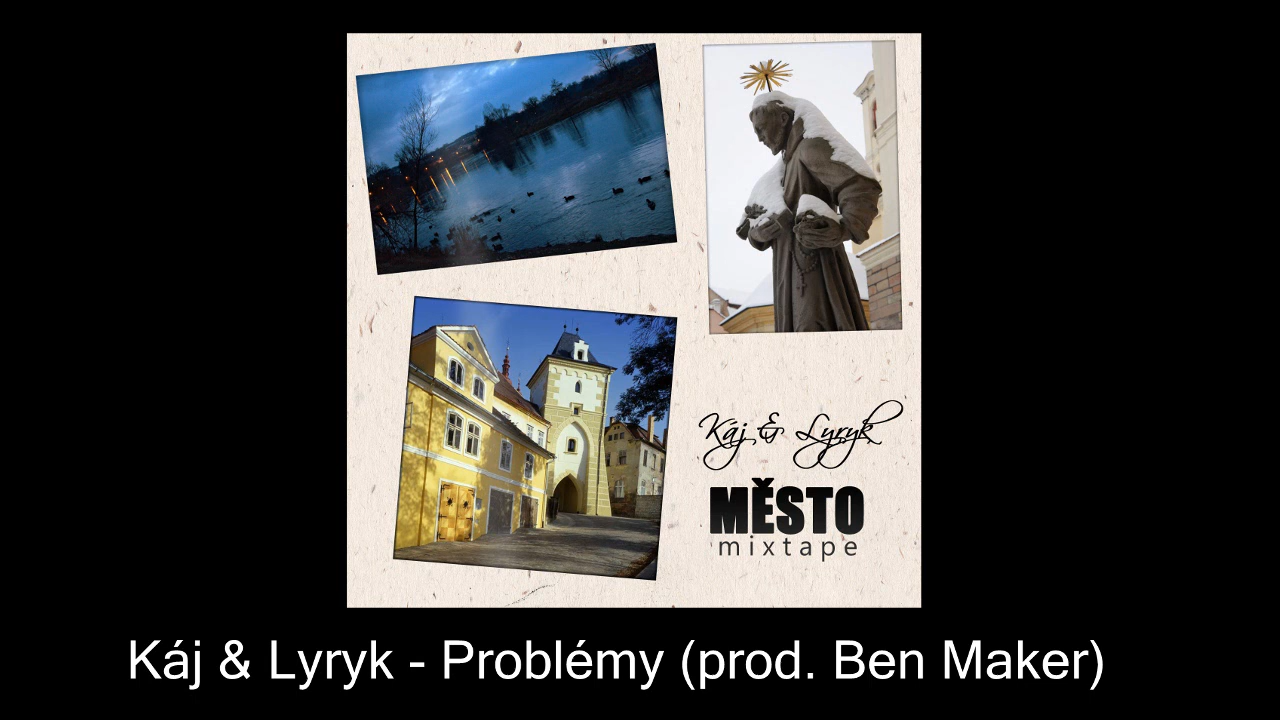 Káj & Lyryk
MĚSTO
mixtape
Káj & Lyryk - Problémy (prod. Ben Maker)